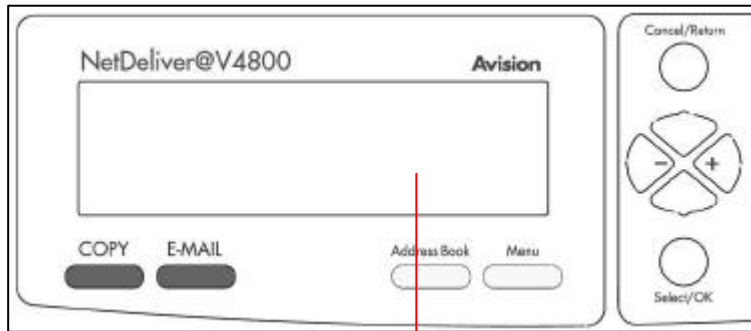 NetDeliver@V4800 Avision
Cancel/Return
- +
COPY E-MAIL Address Book Menu
Select/OK